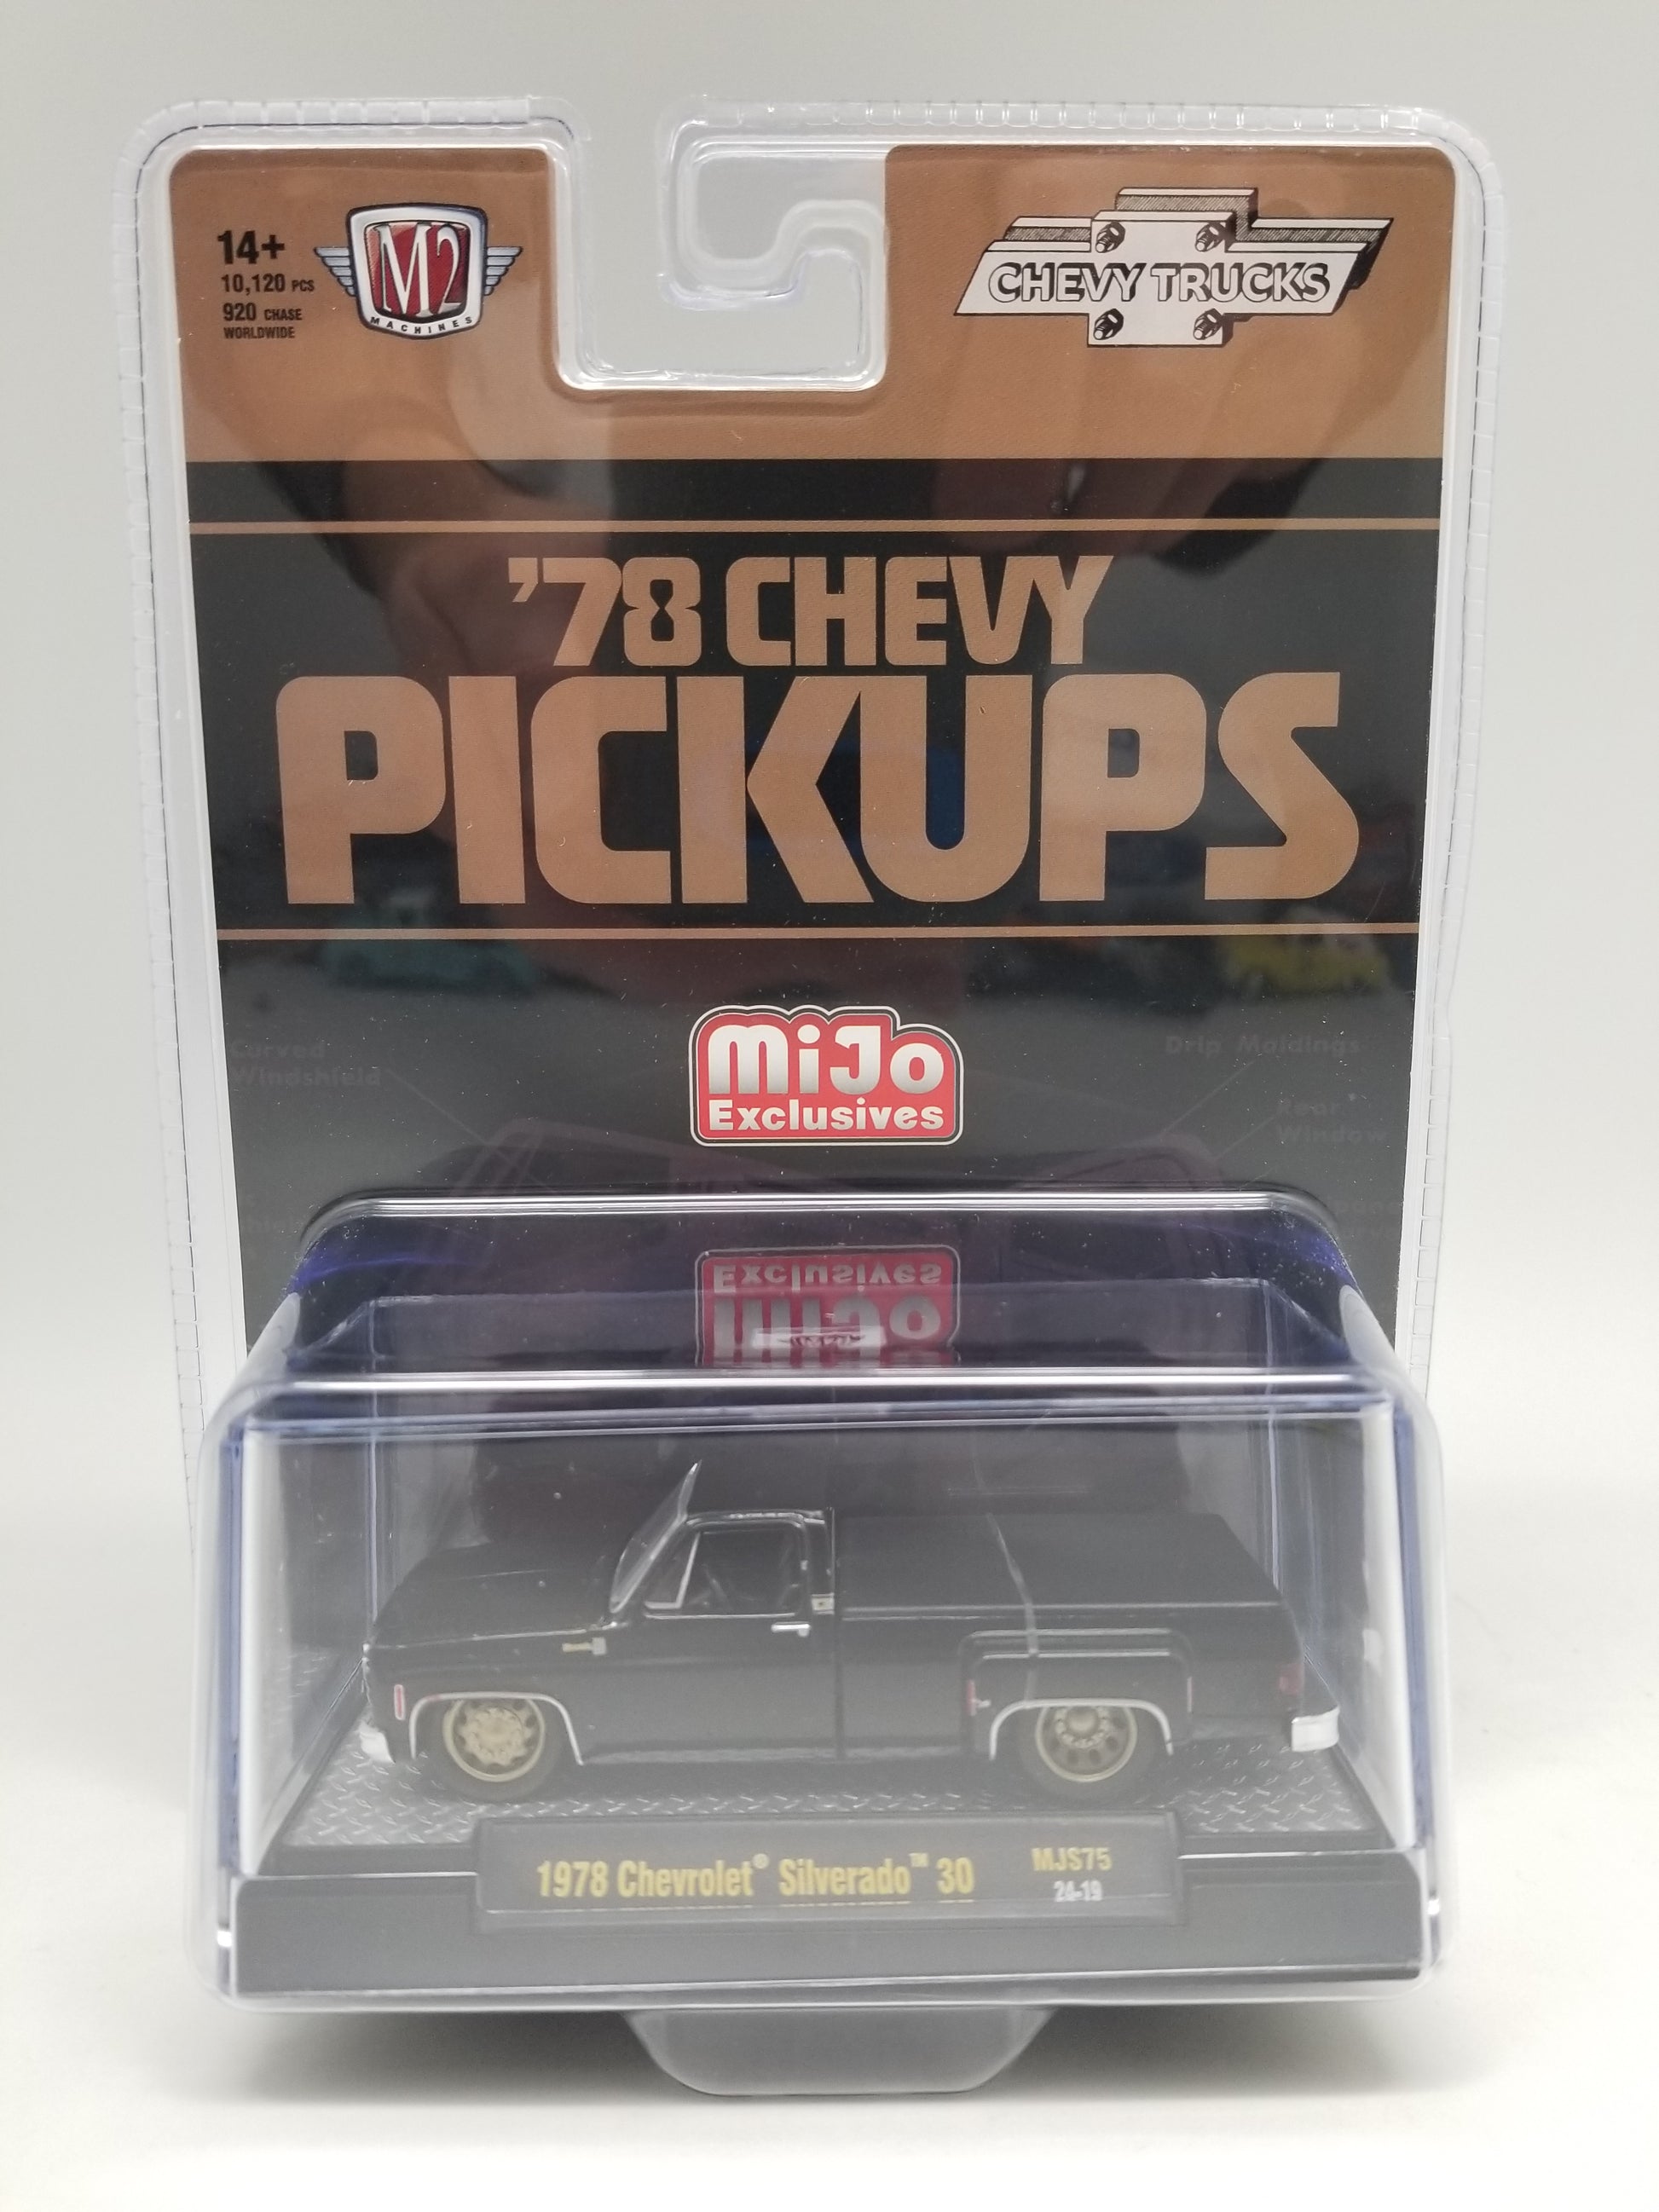 14+
10,120 PCS
920 CHASE
WORLDWIDE
M2
MACHINES
CHEVY TRUCKS
'78 CHEVY
PICKUPS
MiJo
Exclusives
Curved
Windshield
Drip Moldings
Rear
Window
1978 Chevrolet® Silverado™ 30
MJS75
24-19